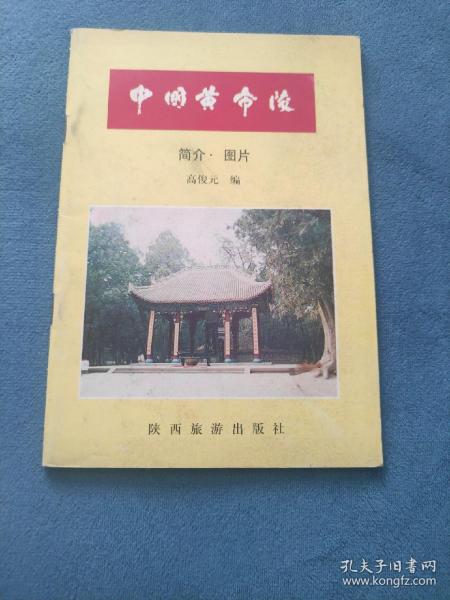 中国黄帝陵
简介·图片
高俊元 编
陕西旅游出版社
孔夫子旧书网
www.kongfz.com